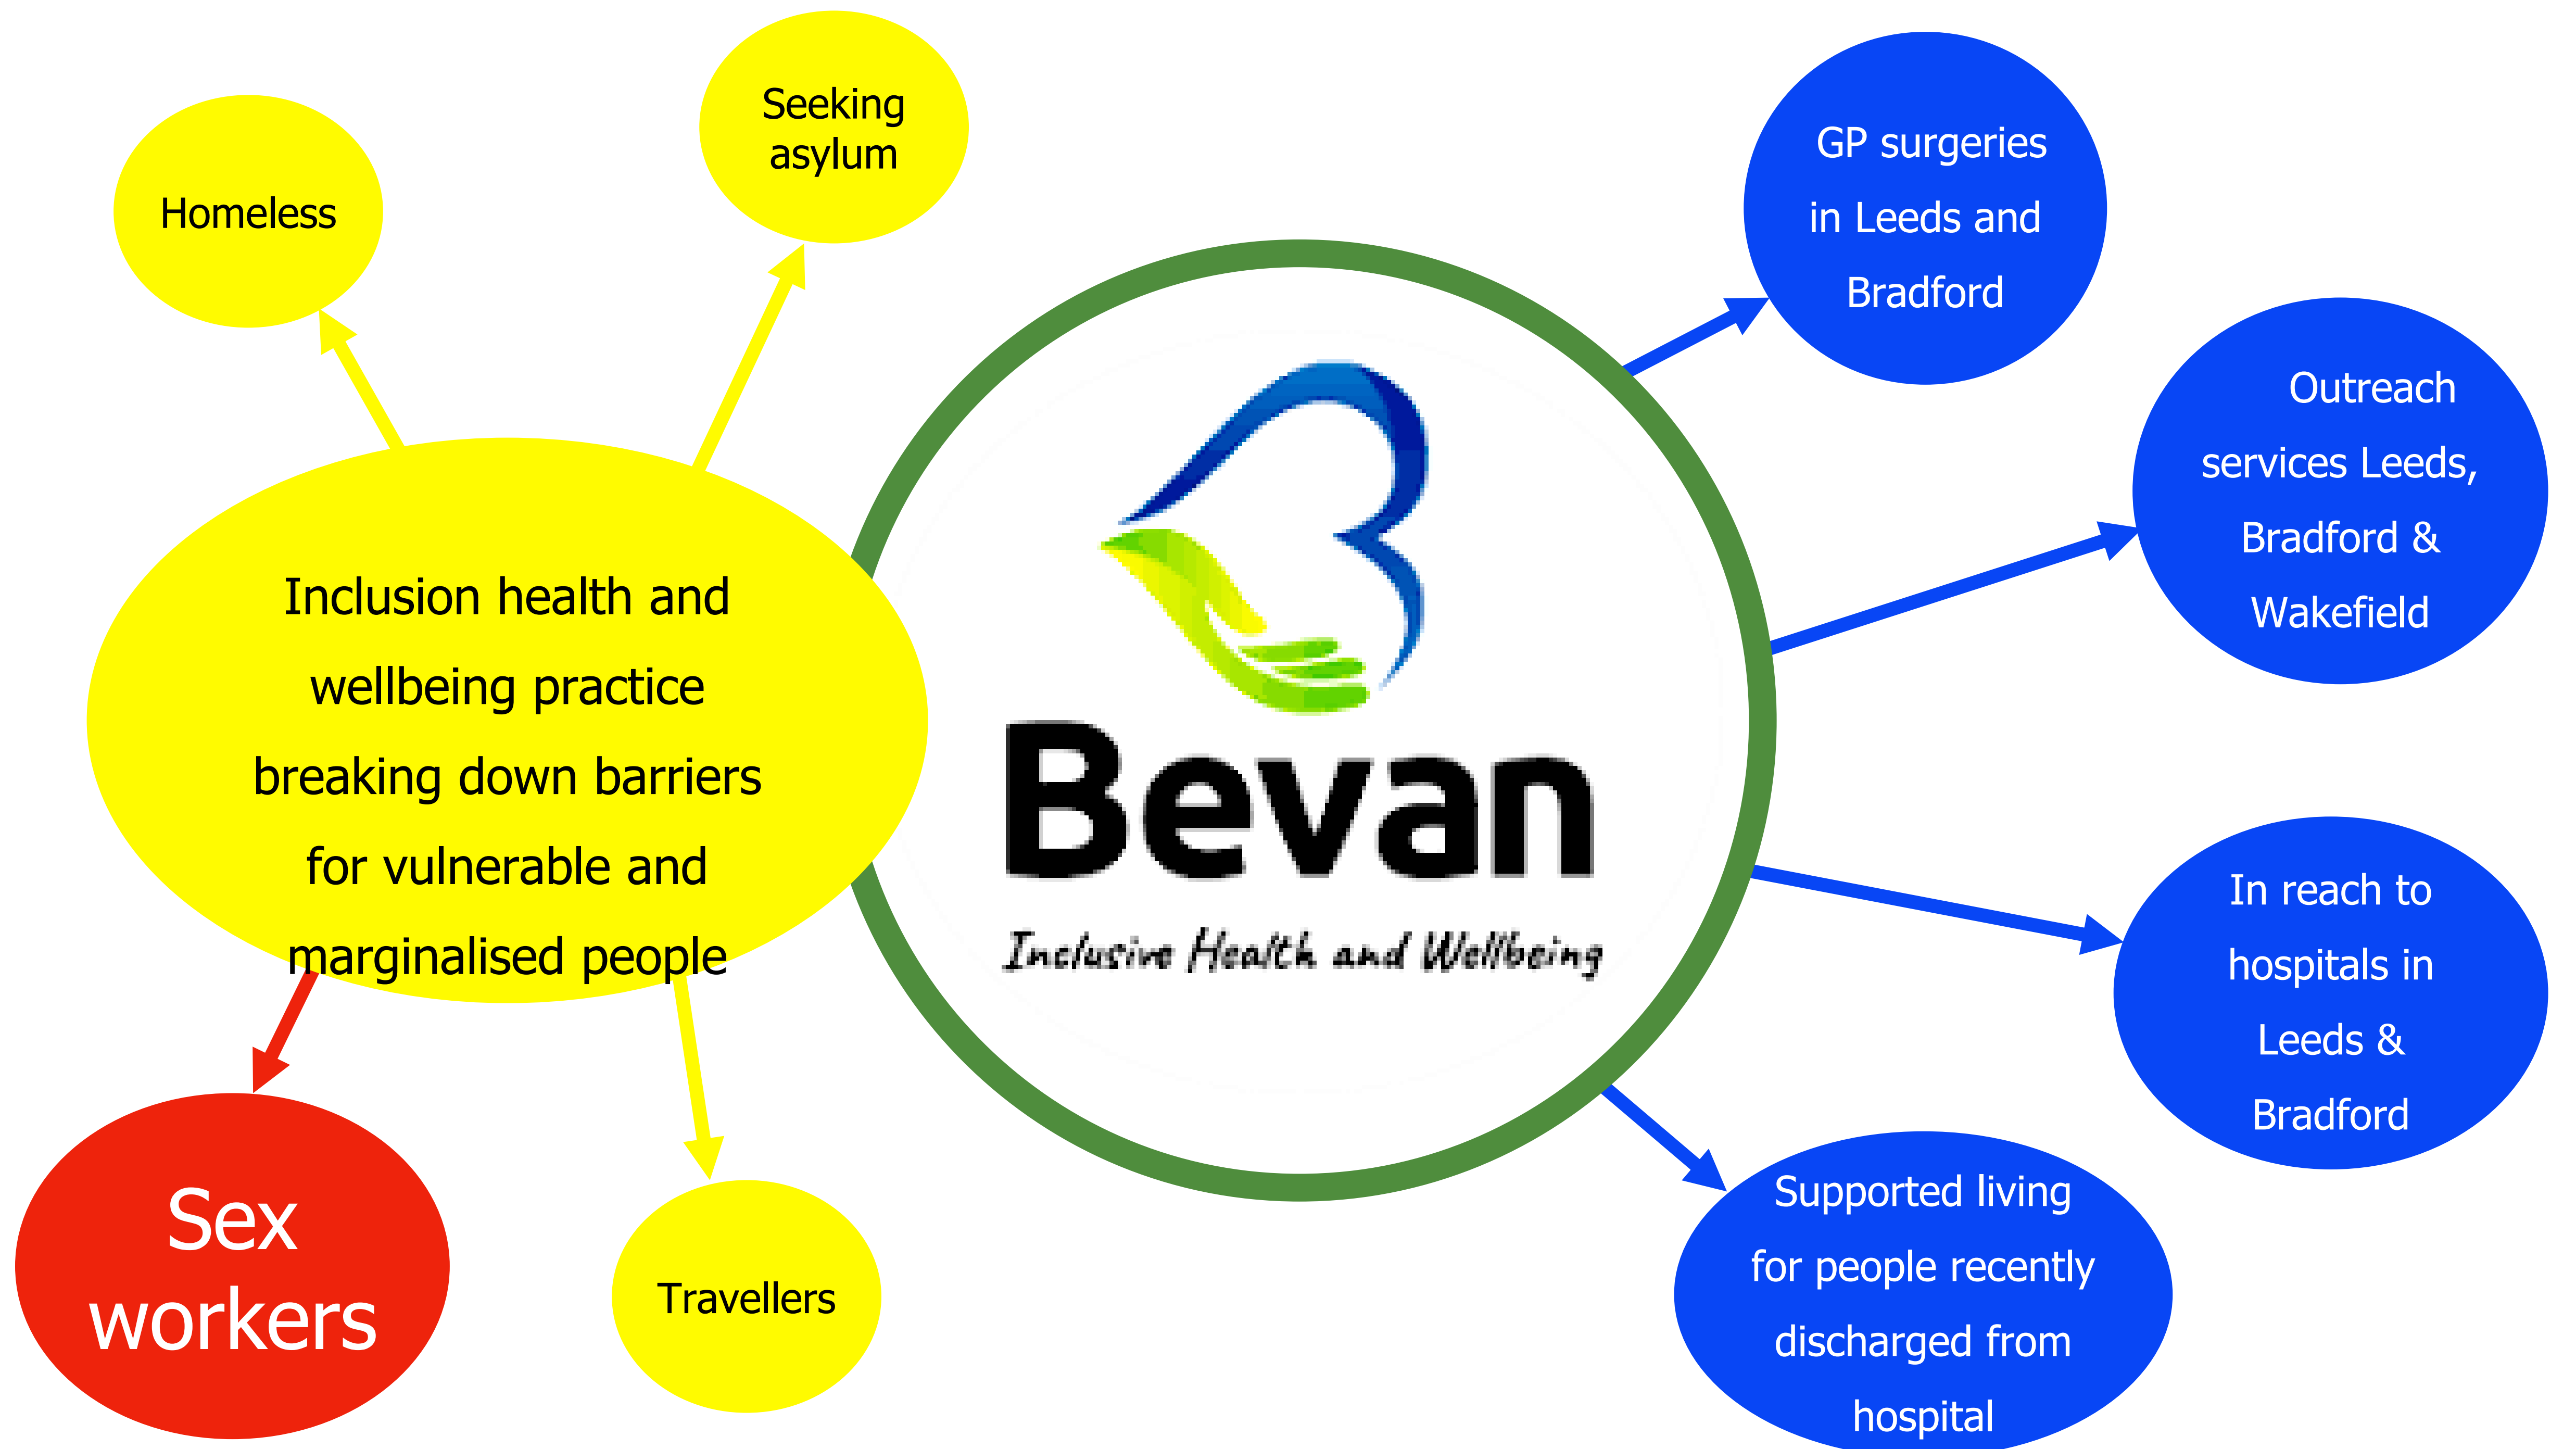 Homeless
Seeking
asylum
Inclusion health and
wellbeing practice
breaking down barriers
for vulnerable and
marginalised people
Sex
workers
Travellers
Bevan
Inclusive Health and Wellbeing
GP surgeries
in Leeds and
Bradford
Outreach
services Leeds,
Bradford &
Wakefield
In reach to
hospitals in
Leeds &
Bradford
Supported living
for people recently
discharged from
hospital